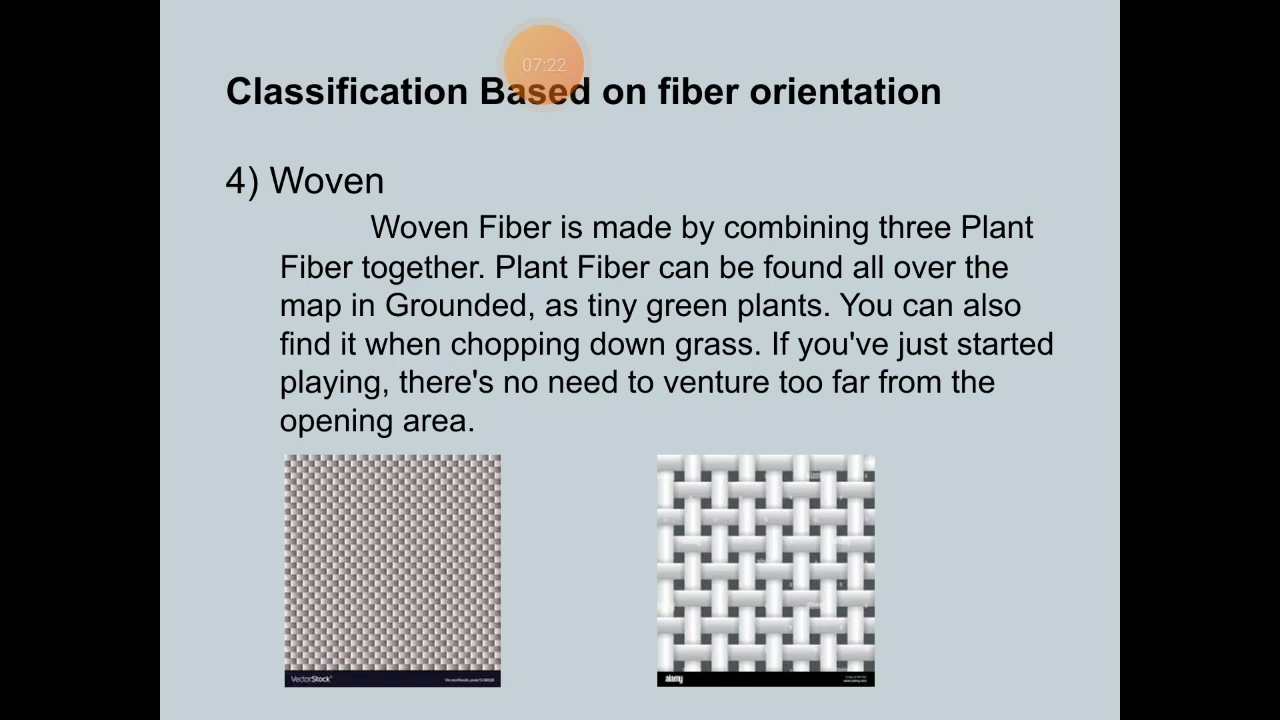 07:22
Classification Based on fiber orientation
4) Woven
Woven Fiber is made by combining three Plant
Fiber together. Plant Fiber can be found all over the
map in Grounded, as tiny green plants. You can also
find it when chopping down grass. If you've just started
playing, there's no need to venture too far from the
opening area.
VectorStock
alamy